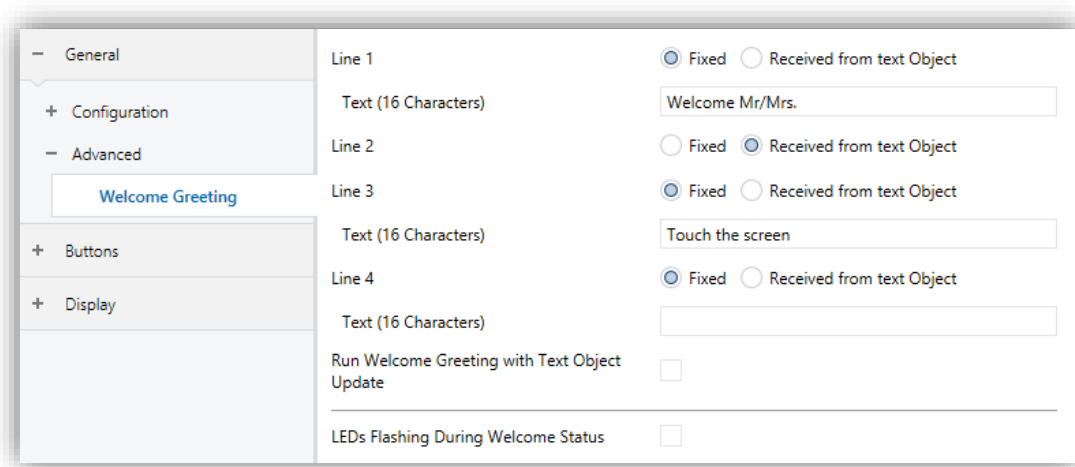 General
Configuration
Advanced
Welcome Greeting
Buttons
Display
Line 1
Fixed
Received from text Object
Text (16 Characters)
Welcome Mr/Mrs.
Line 2
Fixed
Received from text Object
Line 3
Fixed
Received from text Object
Text (16 Characters)
Touch the screen
Line 4
Fixed
Received from text Object
Text (16 Characters)
Run Welcome Greeting with Text Object
Update
LEDs Flashing During Welcome Status